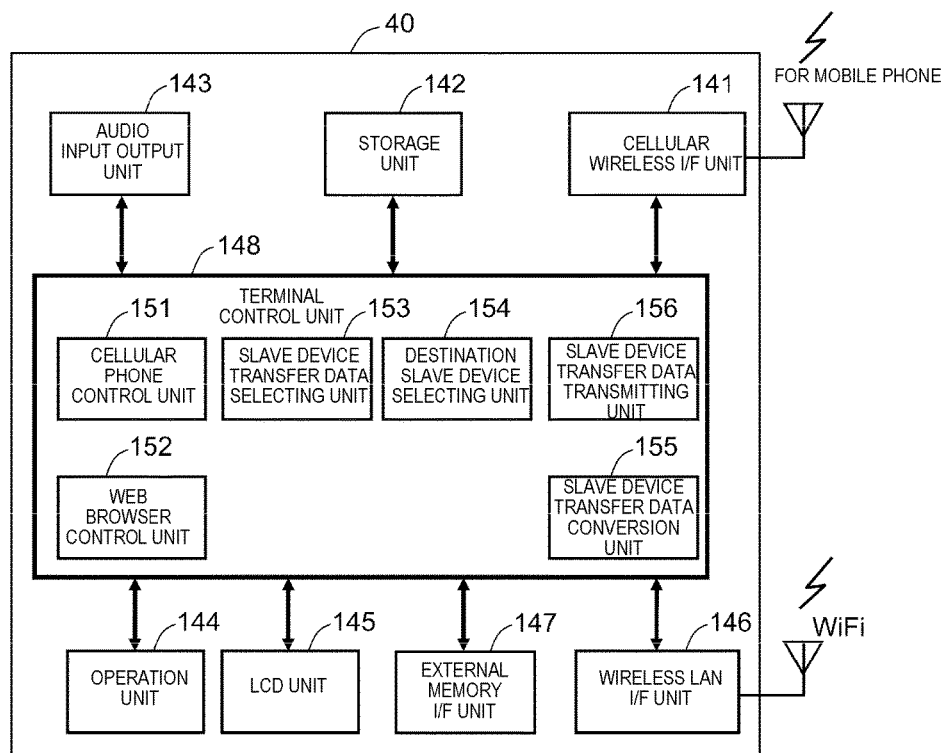 40
FOR MOBILE PHONE
143
142
141
AUDIO
INPUT OUTPUT
UNIT
STORAGE
UNIT
CELLULAR
WIRELESS I/F UNIT
148
TERMINAL
CONTROL UNIT
151
153
154
156
CELLULAR
PHONE
CONTROL UNIT
SLAVE DEVICE
TRANSFER DATA
SELECTING UNIT
DESTINATION
SLAVE DEVICE
SELECTING UNIT
SLAVE DEVICE
TRANSFER DATA
TRANSMITTING
UNIT
152
155
WEB
BROWSER
CONTROL UNIT
SLAVE DEVICE
TRANSFER DATA
CONVERSION
UNIT
144
145
147
146
WiFi
OPERATION
UNIT
LCD UNIT
EXTERNAL
MEMORY
I/F UNIT
WIRELESS LAN
I/F UNIT